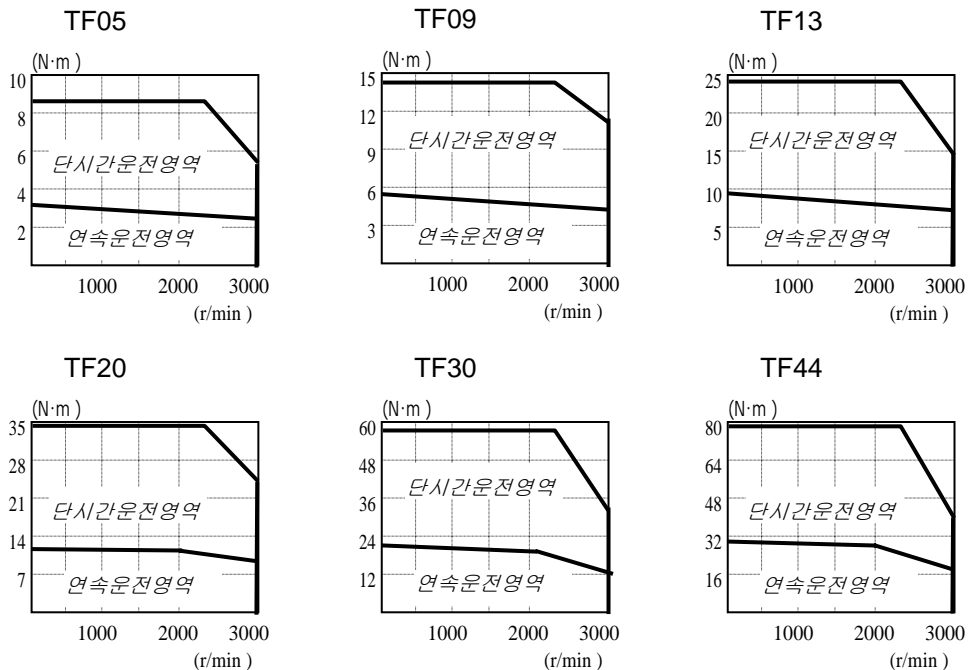 TF05
(N·m )
10
8
6
4
2
단시간운전영역
연속운전영역
1000 2000 3000
(r/min )
TF09
(N·m )
15
12
9
6
3
단시간운전영역
연속운전영역
1000 2000 3000
(r/min )
TF13
(N·m )
25
20
15
10
5
단시간운전영역
연속운전영역
1000 2000 3000
(r/min )
TF20
(N·m )
35
28
21
14
7
단시간운전영역
연속운전영역
1000 2000 3000
(r/min )
TF30
(N·m )
60
48
36
24
12
단시간운전영역
연속운전영역
1000 2000 3000
(r/min )
TF44
(N·m )
80
64
48
32
16
단시간운전영역
연속운전영역
1000 2000 3000
(r/min )